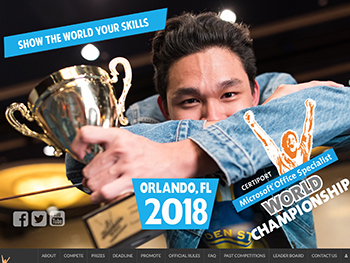 SHOW THE WORLD YOUR SKILLS
ORLANDO, FL
2018
CERTIPORT
Microsoft Office Specialist
WORLD
CHAMPIONSHIP
ABOUT COMPETE PRIZES DEADLINE PROMOTE OFFICIAL RULES FAQ PAST COMPETITIONS LEADER BOARD CONTACT US